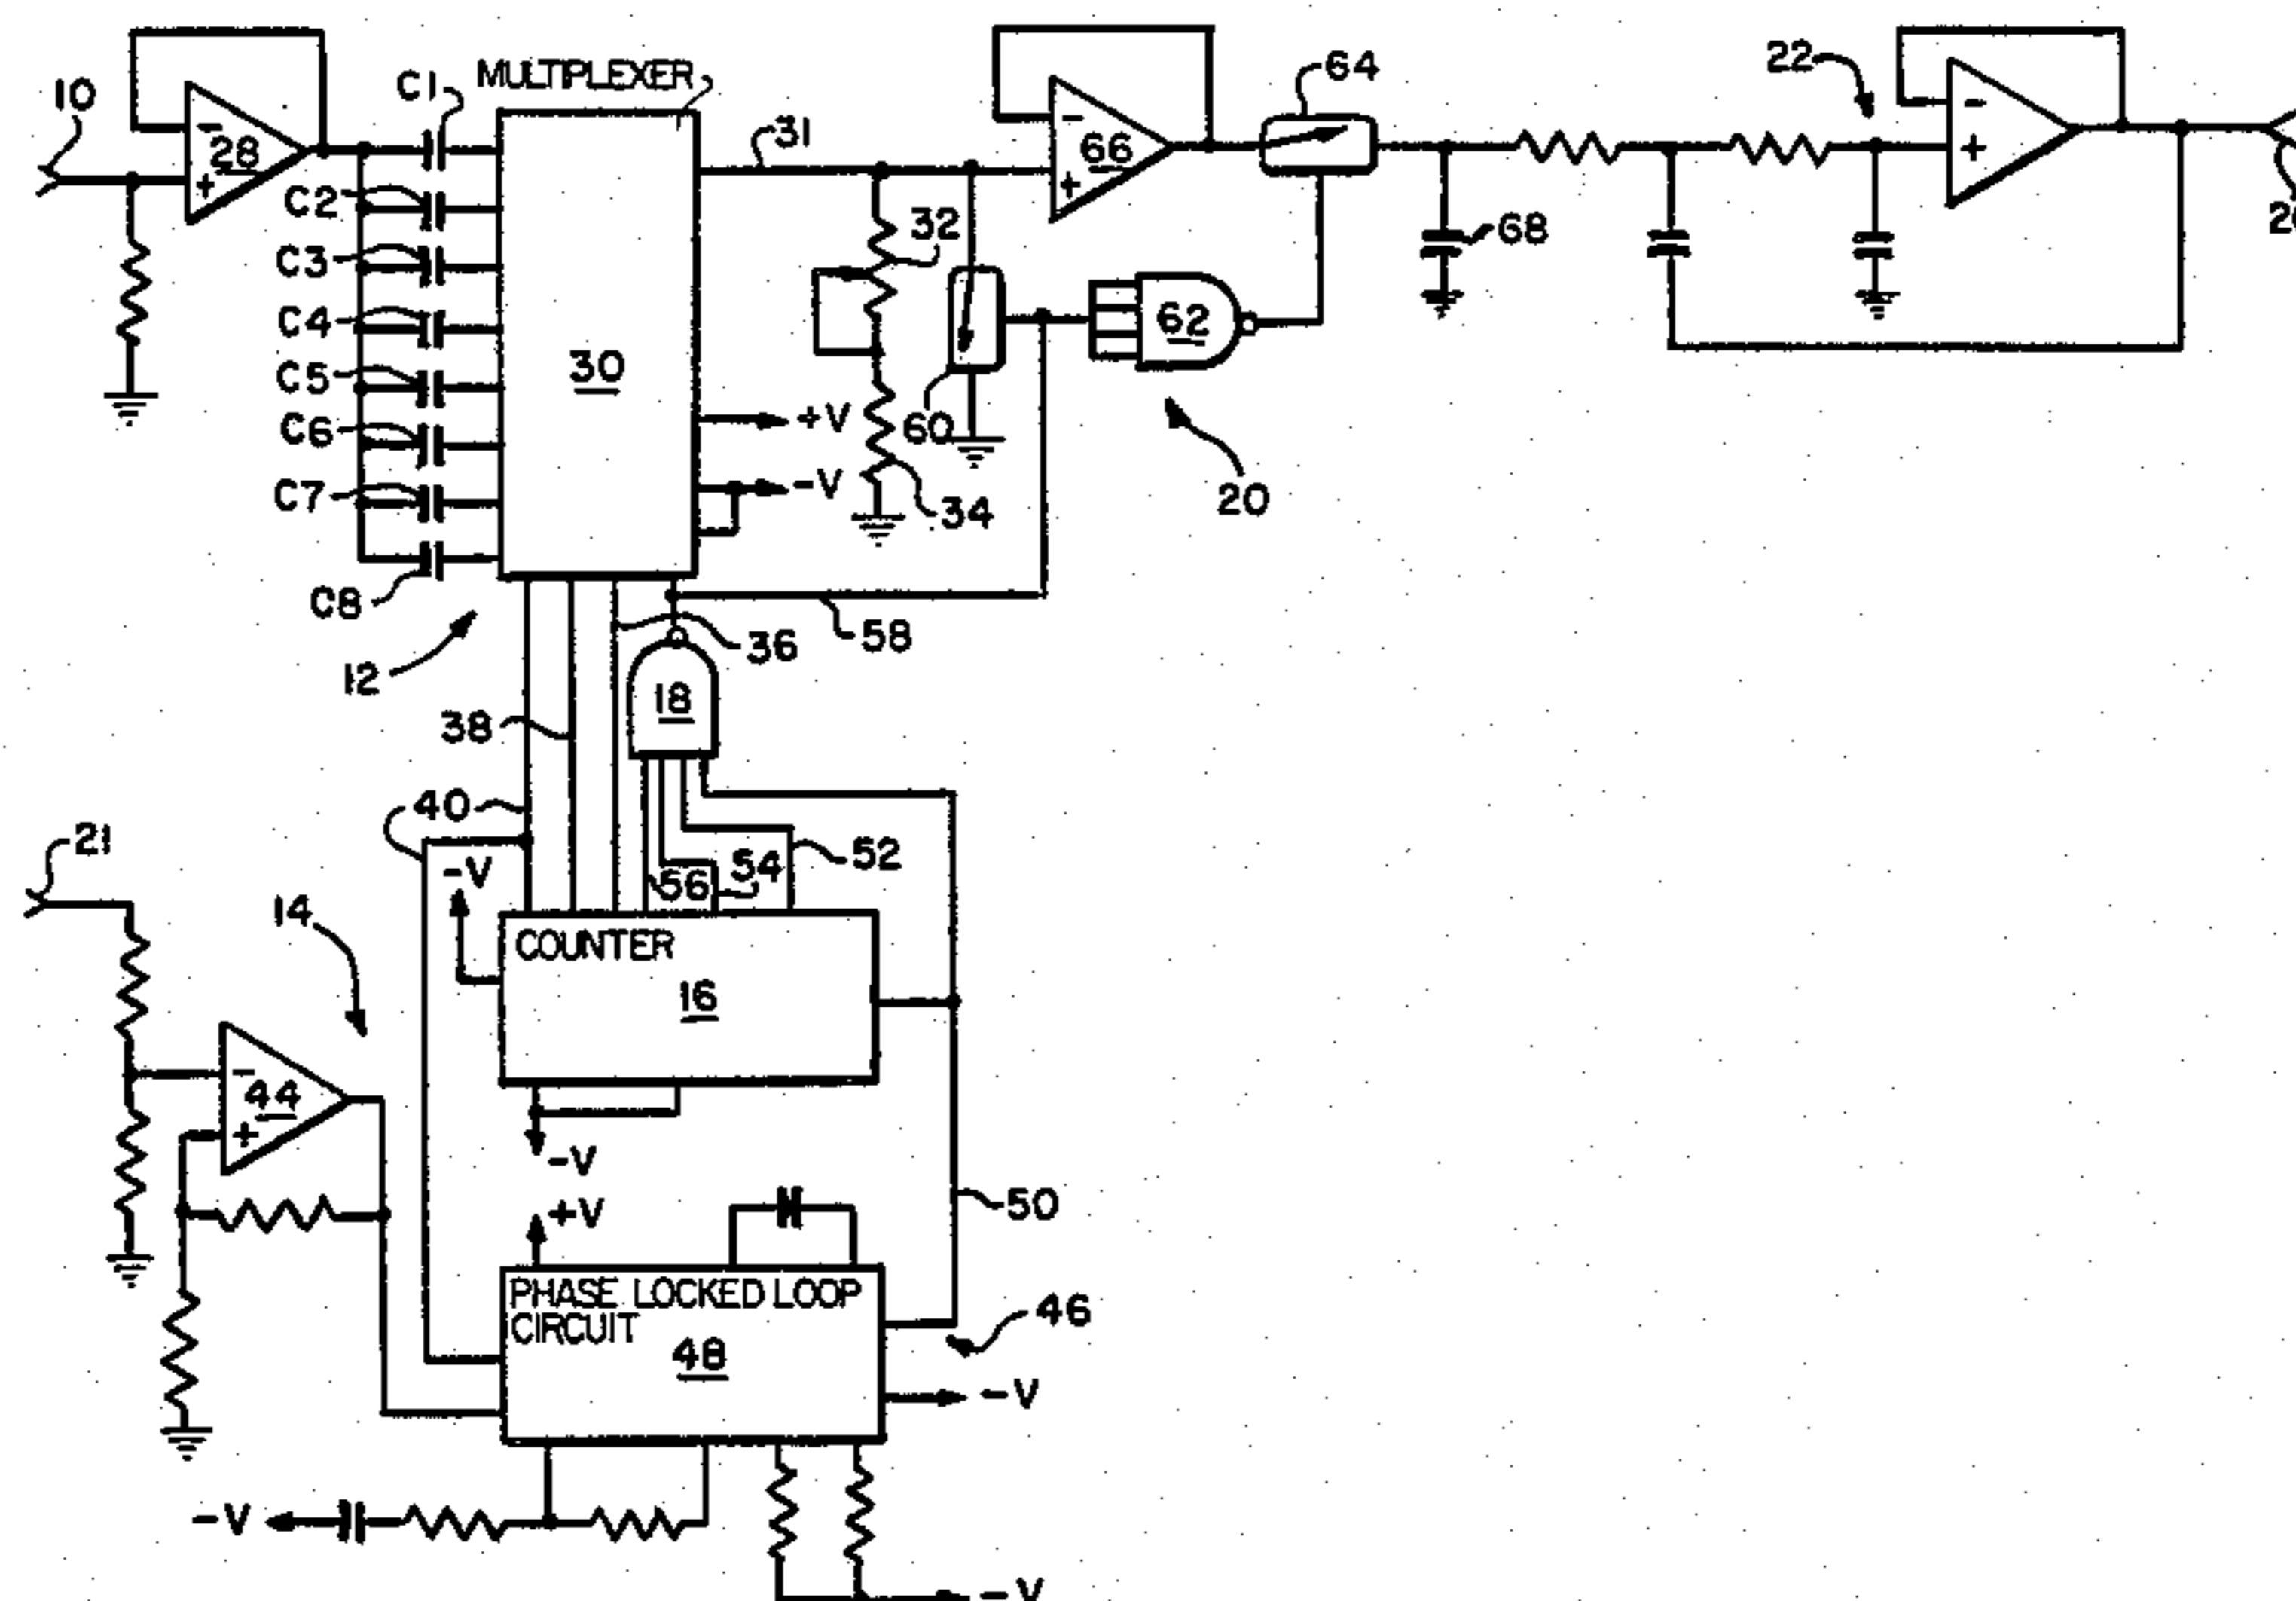 MULTIPLEXER
10
28
C1
C2
C3
C4
C5
C6
C7
C8
30
31
32
34
+V
-V
60
62
64
66
68
20
22
12
36
38
58
18
40
52
54
56
-V
21
14
COUNTER
16
44
-V
+V
50
PHASE LOCKED LOOP
CIRCUIT
48
46
-V
-V
-V
- + - + - + - +